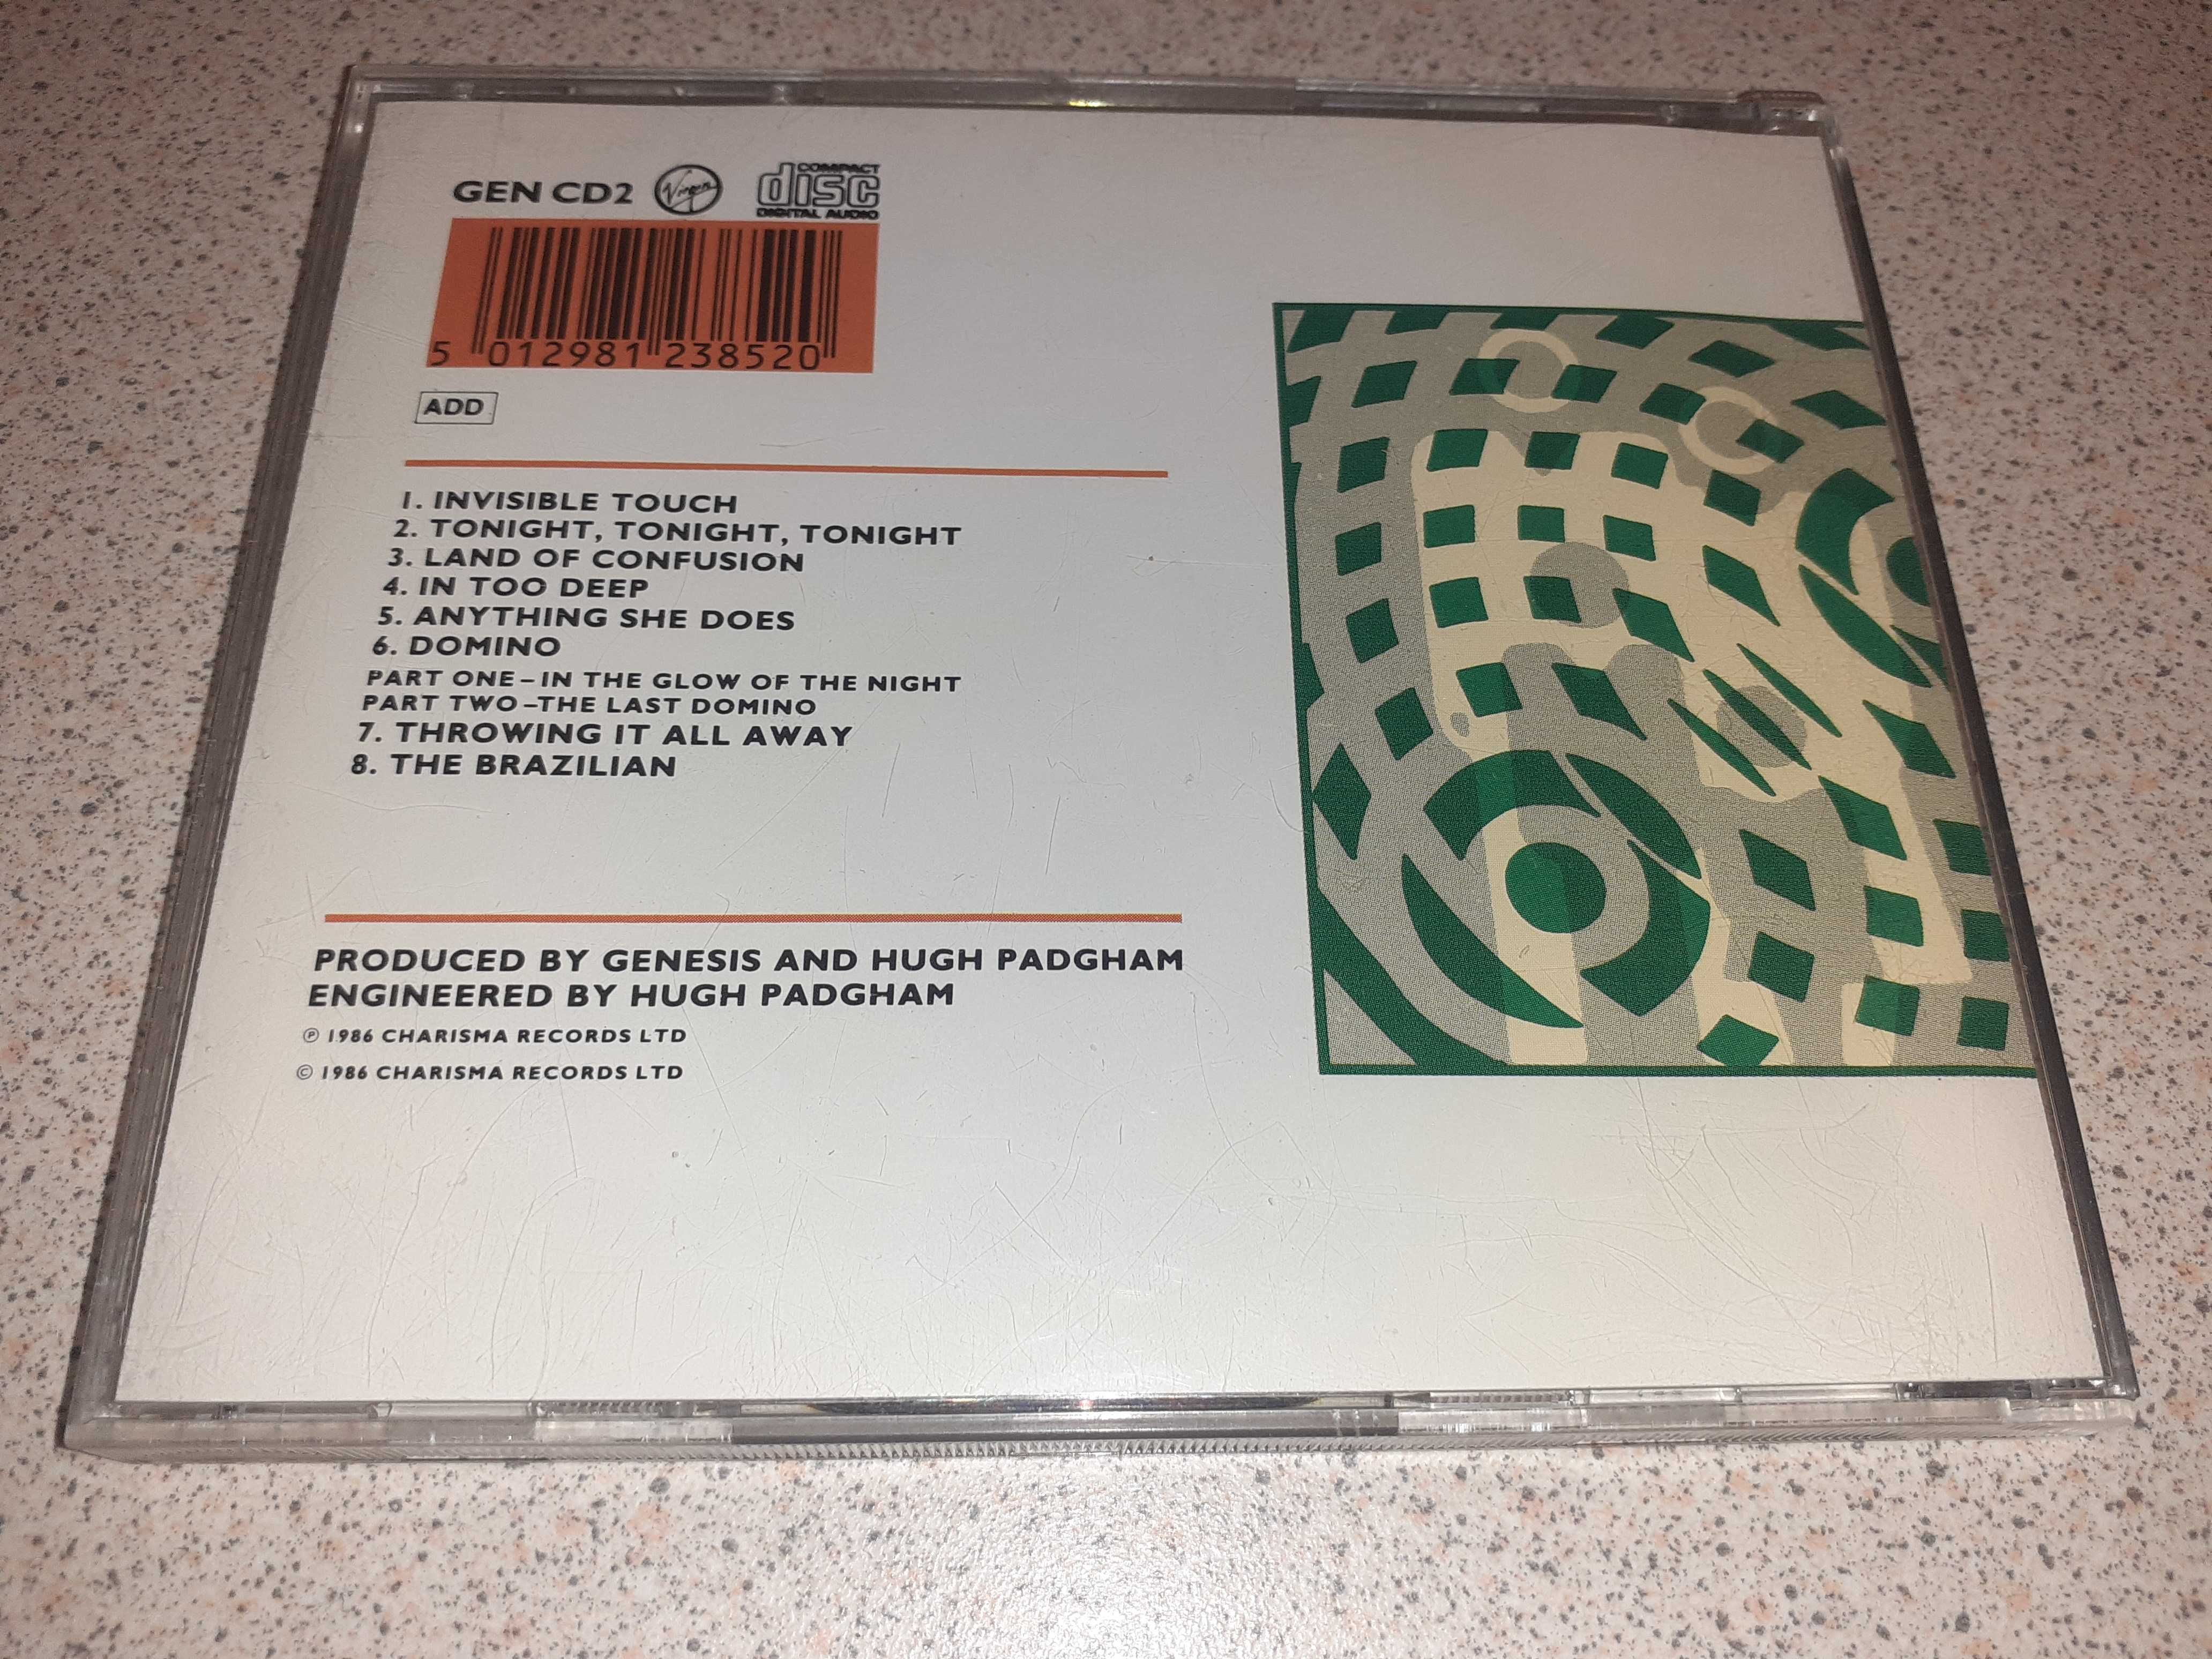 GEN CD2 Virgin COMPACT disc DIGITAL AUDIO
5 012981 238520
ADD
1. INVISIBLE TOUCH
2. TONIGHT, TONIGHT, TONIGHT
3. LAND OF CONFUSION
4. IN TOO DEEP
5. ANYTHING SHE DOES
6. DOMINO
PART ONE–IN THE GLOW OF THE NIGHT
PART TWO–THE LAST DOMINO
7. THROWING IT ALL AWAY
8. THE BRAZILIAN
PRODUCED BY GENESIS AND HUGH PADGHAM
ENGINEERED BY HUGH PADGHAM
℗ 1986 CHARISMA RECORDS LTD
© 1986 CHARISMA RECORDS LTD